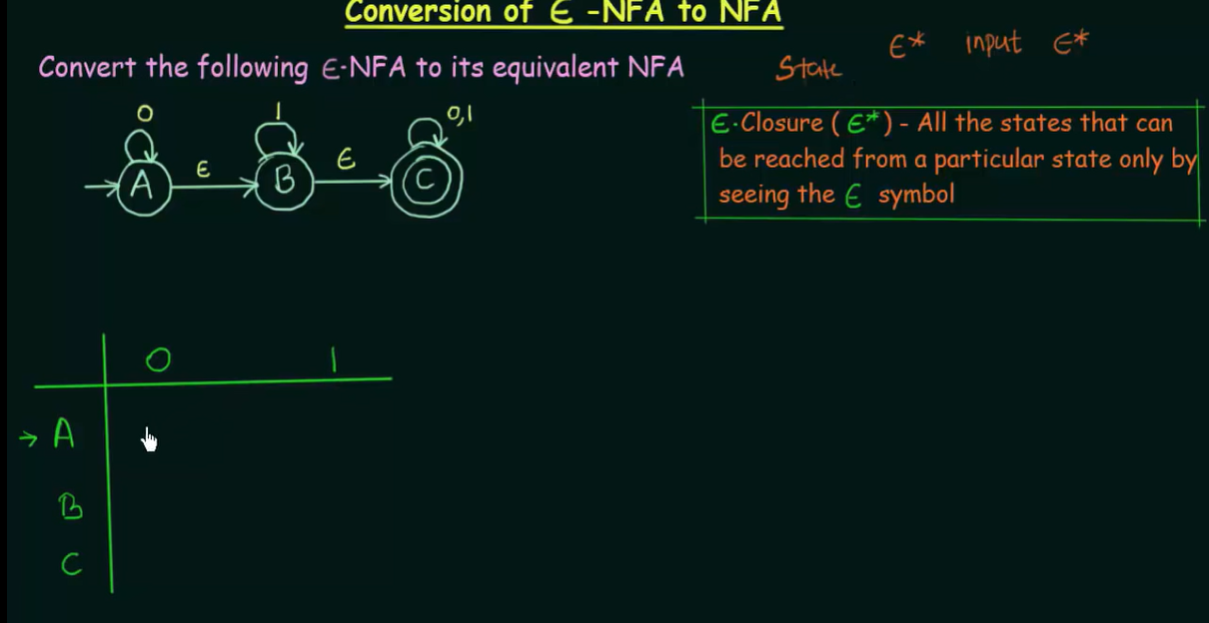 Conversion of ϵ -NFA to NFA
Convert the following ϵ-NFA to its equivalent NFA
State ϵ* input ϵ*
ϵ-Closure ( ϵ* ) - All the states that can
be reached from a particular state only by
seeing the ϵ symbol
0 1 0,1
ϵ ϵ
A B C
0 1
→ A
B
C